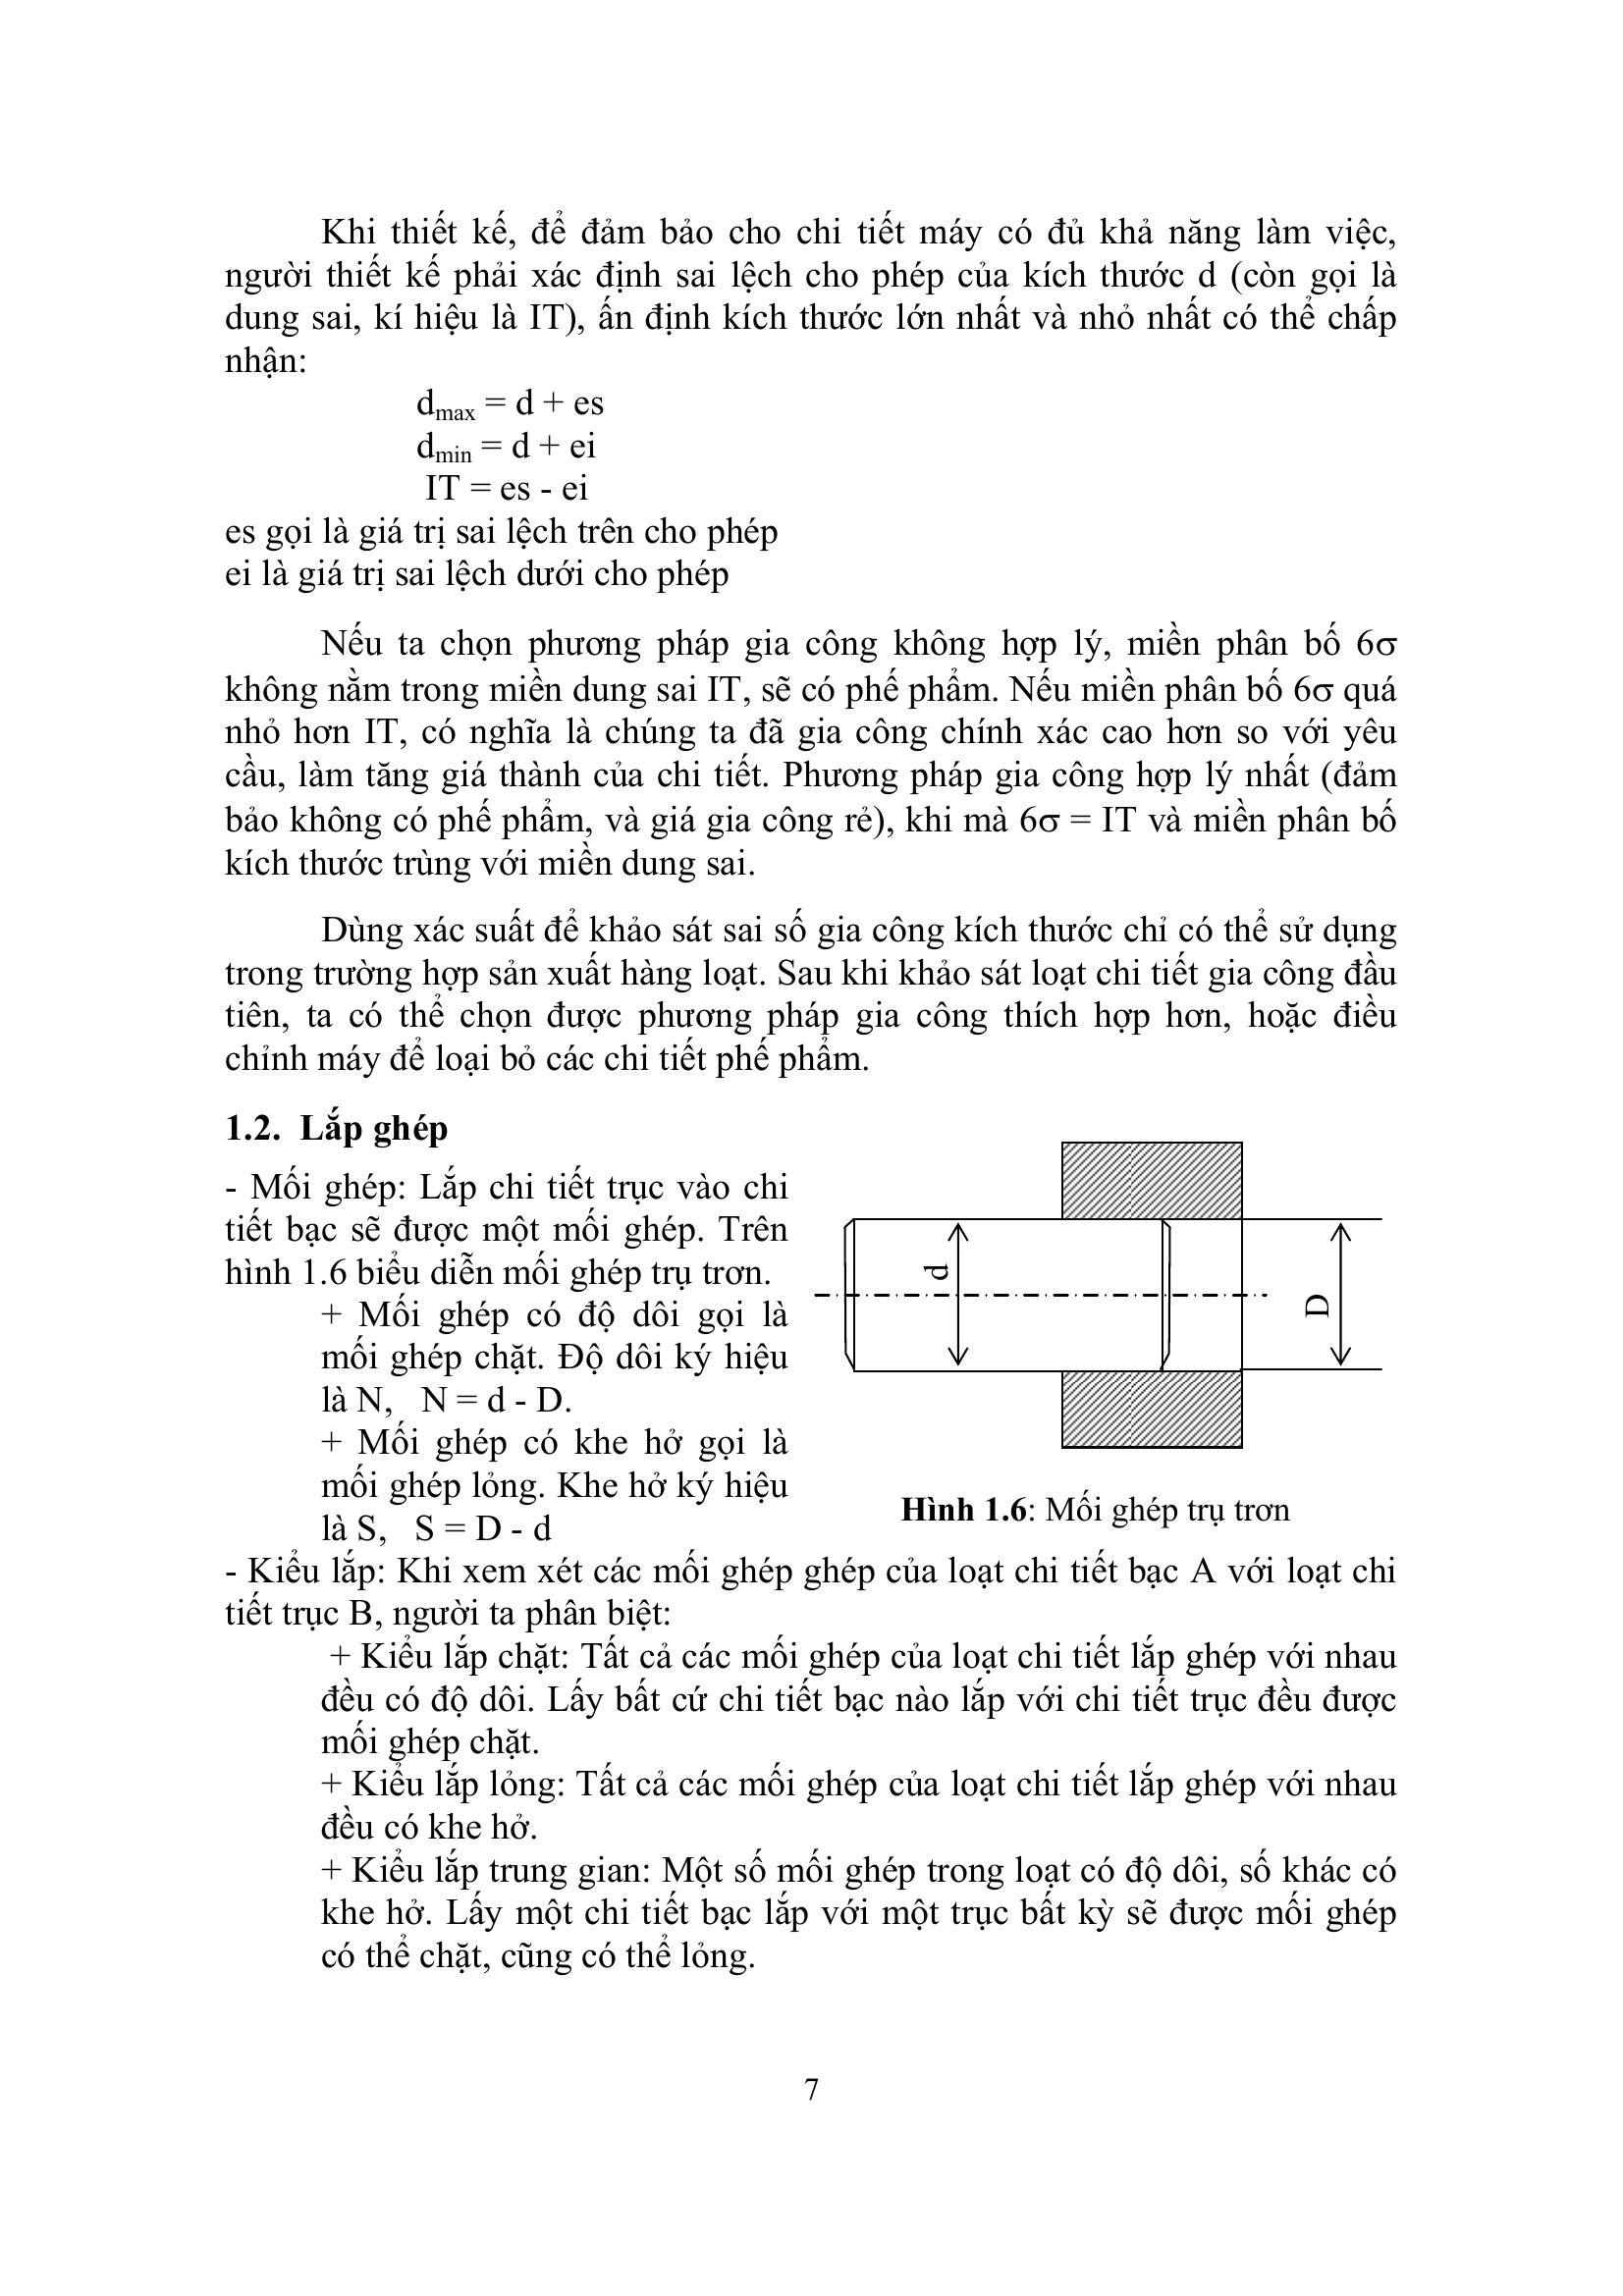 Khi thiết kế, để đảm bảo cho chi tiết máy có đủ khả năng làm việc,
người thiết kế phải xác định sai lệch cho phép của kích thước d (còn gọi là
dung sai, kí hiệu là IT), ấn định kích thước lớn nhất và nhỏ nhất có thể chấp
nhận:
dmax = d + es
dmin = d + ei
IT = es - ei
es gọi là giá trị sai lệch trên cho phép
ei là giá trị sai lệch dưới cho phép
Nếu ta chọn phương pháp gia công không hợp lý, miền phân bố 6σ
không nằm trong miền dung sai IT, sẽ có phế phẩm. Nếu miền phân bố 6σ quá
nhỏ hơn IT, có nghĩa là chúng ta đã gia công chính xác cao hơn so với yêu
cầu, làm tăng giá thành của chi tiết. Phương pháp gia công hợp lý nhất (đảm
bảo không có phế phẩm, và giá gia công rẻ), khi mà 6σ = IT và miền phân bố
kích thước trùng với miền dung sai.
Dùng xác suất để khảo sát sai số gia công kích thước chỉ có thể sử dụng
trong trường hợp sản xuất hàng loạt. Sau khi khảo sát loạt chi tiết gia công đầu
tiên, ta có thể chọn được phương pháp gia công thích hợp hơn, hoặc điều
chỉnh máy để loại bỏ các chi tiết phế phẩm.
1.2. Lắp ghép
- Mối ghép: Lắp chi tiết trục vào chi
tiết bạc sẽ được một mối ghép. Trên
hình 1.6 biểu diễn mối ghép trụ trơn.
+ Mối ghép có độ dôi gọi là
mối ghép chặt. Độ dôi ký hiệu
là N, N = d - D.
+ Mối ghép có khe hở gọi là
mối ghép lỏng. Khe hở ký hiệu
là S, S = D - d
d
D
Hình 1.6: Mối ghép trụ trơn
- Kiểu lắp: Khi xem xét các mối ghép ghép của loạt chi tiết bạc A với loạt chi
tiết trục B, người ta phân biệt:
+ Kiểu lắp chặt: Tất cả các mối ghép của loạt chi tiết lắp ghép với nhau
đều có độ dôi. Lấy bất cứ chi tiết bạc nào lắp với chi tiết trục đều được
mối ghép chặt.
+ Kiểu lắp lỏng: Tất cả các mối ghép của loạt chi tiết lắp ghép với nhau
đều có khe hở.
+ Kiểu lắp trung gian: Một số mối ghép trong loạt có độ dôi, số khác có
khe hở. Lấy một chi tiết bạc lắp với một trục bất kỳ sẽ được mối ghép
có thể chặt, cũng có thể lỏng.
7